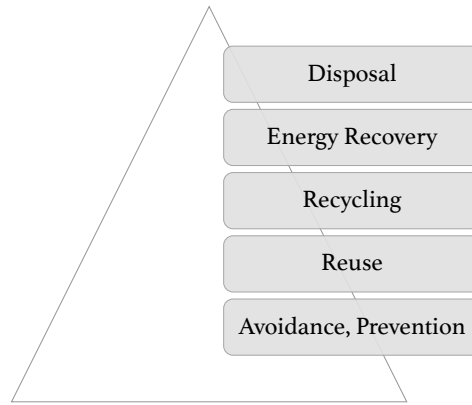 Disposal
Energy Recovery
Recycling
Reuse
Avoidance, Prevention